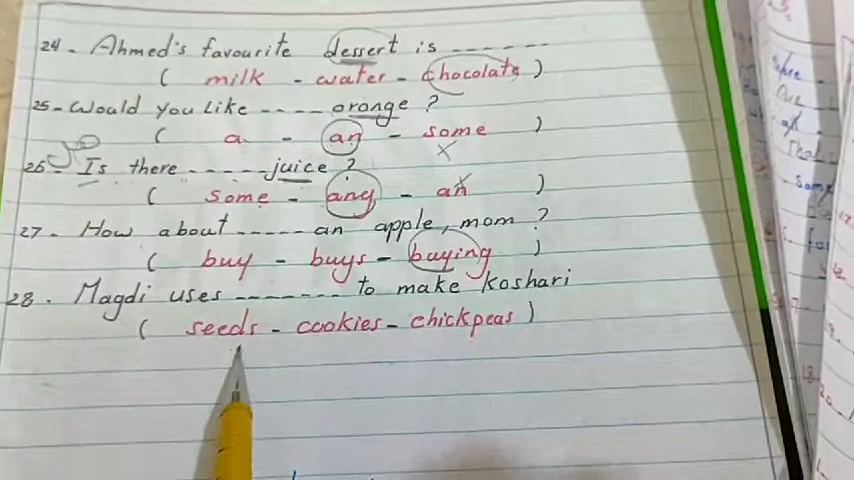 24 - Ahmed's favourite dessert is ------
( milk - water - chocolate )
25 - Would you like ---- orange ?
( a - an - some )
26 - Is there ----- juice ?
( some - any - an )
27 - How about ----- an apple, mom ?
( buy - buys - buying )
28 - Magdi uses ------- to make koshari
( seeds - cookies - chickpeas )